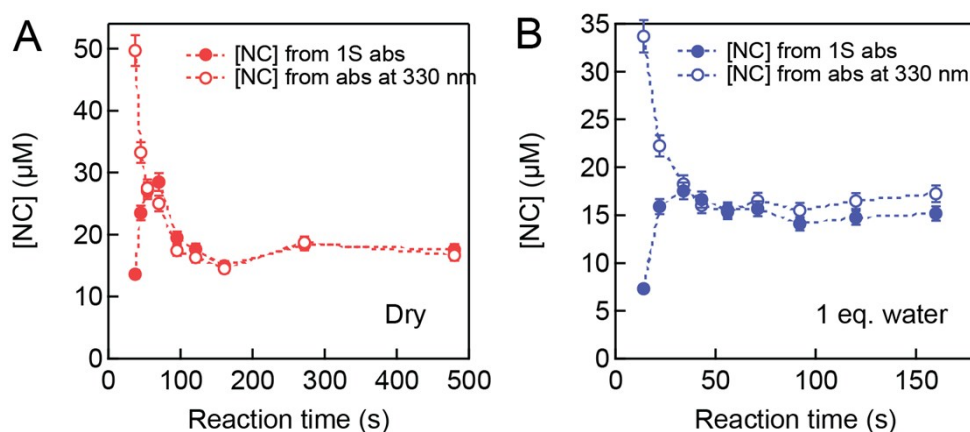 A
[NC] from 1S abs
[NC] from abs at 330 nm
50
40
30
20
10
0
[NC] (µM)
Dry
0 100 200 300 400 500
Reaction time (s)
B
[NC] from 1S abs
[NC] from abs at 330 nm
35
30
25
20
15
10
5
0
[NC] (µM)
1 eq. water
0 50 100 150
Reaction time (s)